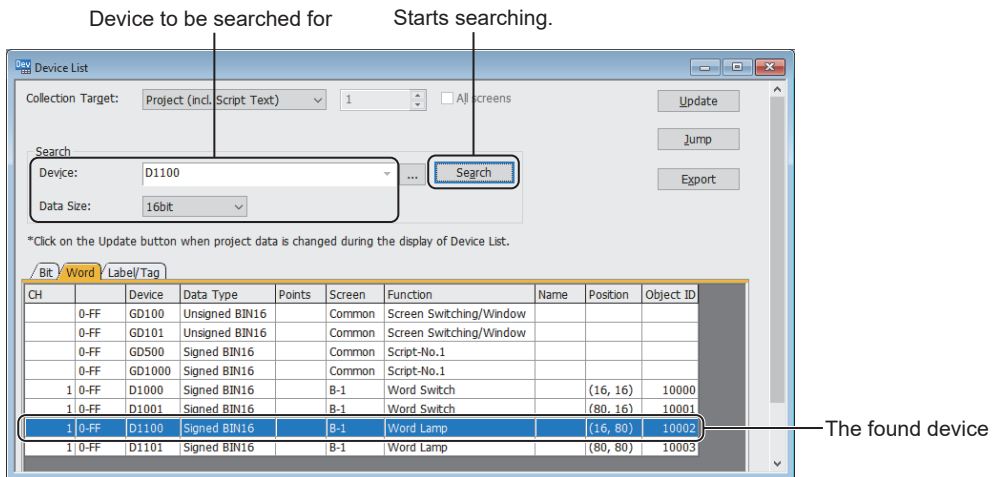 Device to be searched for
Starts searching.
Dev
Device List
Collection Target: Project (incl. Script Text) 1 All screens Update
Jump
Search
Device: D1100 ... Search
Export
Data Size: 16bit
*Click on the Update button when project data is changed during the display of Device List.
Bit Word Label/Tag
CH Device Data Type Points Screen Function Name Position Object ID
0-FF GD100 Unsigned BIN16 Common Screen Switching/Window
0-FF GD101 Unsigned BIN16 Common Screen Switching/Window
0-FF GD500 Signed BIN16 Common Script-No.1
0-FF GD1000 Signed BIN16 Common Script-No.1
1 0-FF D1000 Signed BIN16 B-1 Word Switch (16, 16) 10000
1 0-FF D1001 Signed BIN16 B-1 Word Switch (80, 16) 10001
1 0-FF D1100 Signed BIN16 B-1 Word Lamp (16, 80) 10002
The found device
1 0-FF D1101 Signed BIN16 B-1 Word Lamp (80, 80) 10003